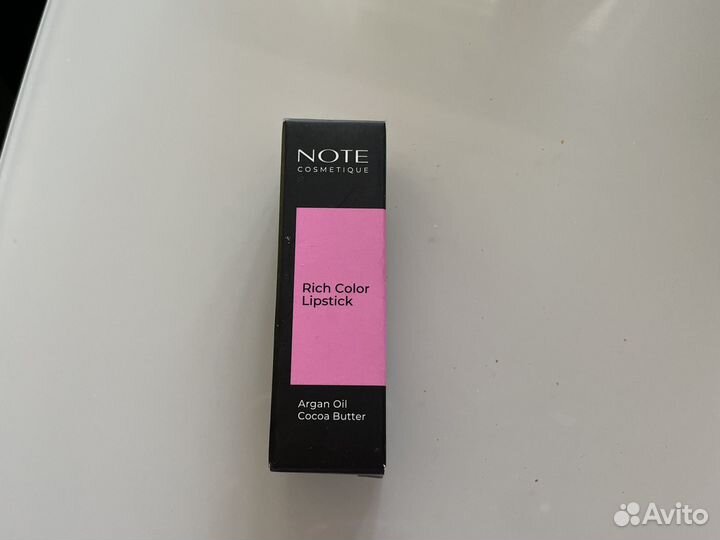 NOTE
COSMETIQUE
Rich Color
Lipstick
Argan Oil
Cocoa Butter
Avito